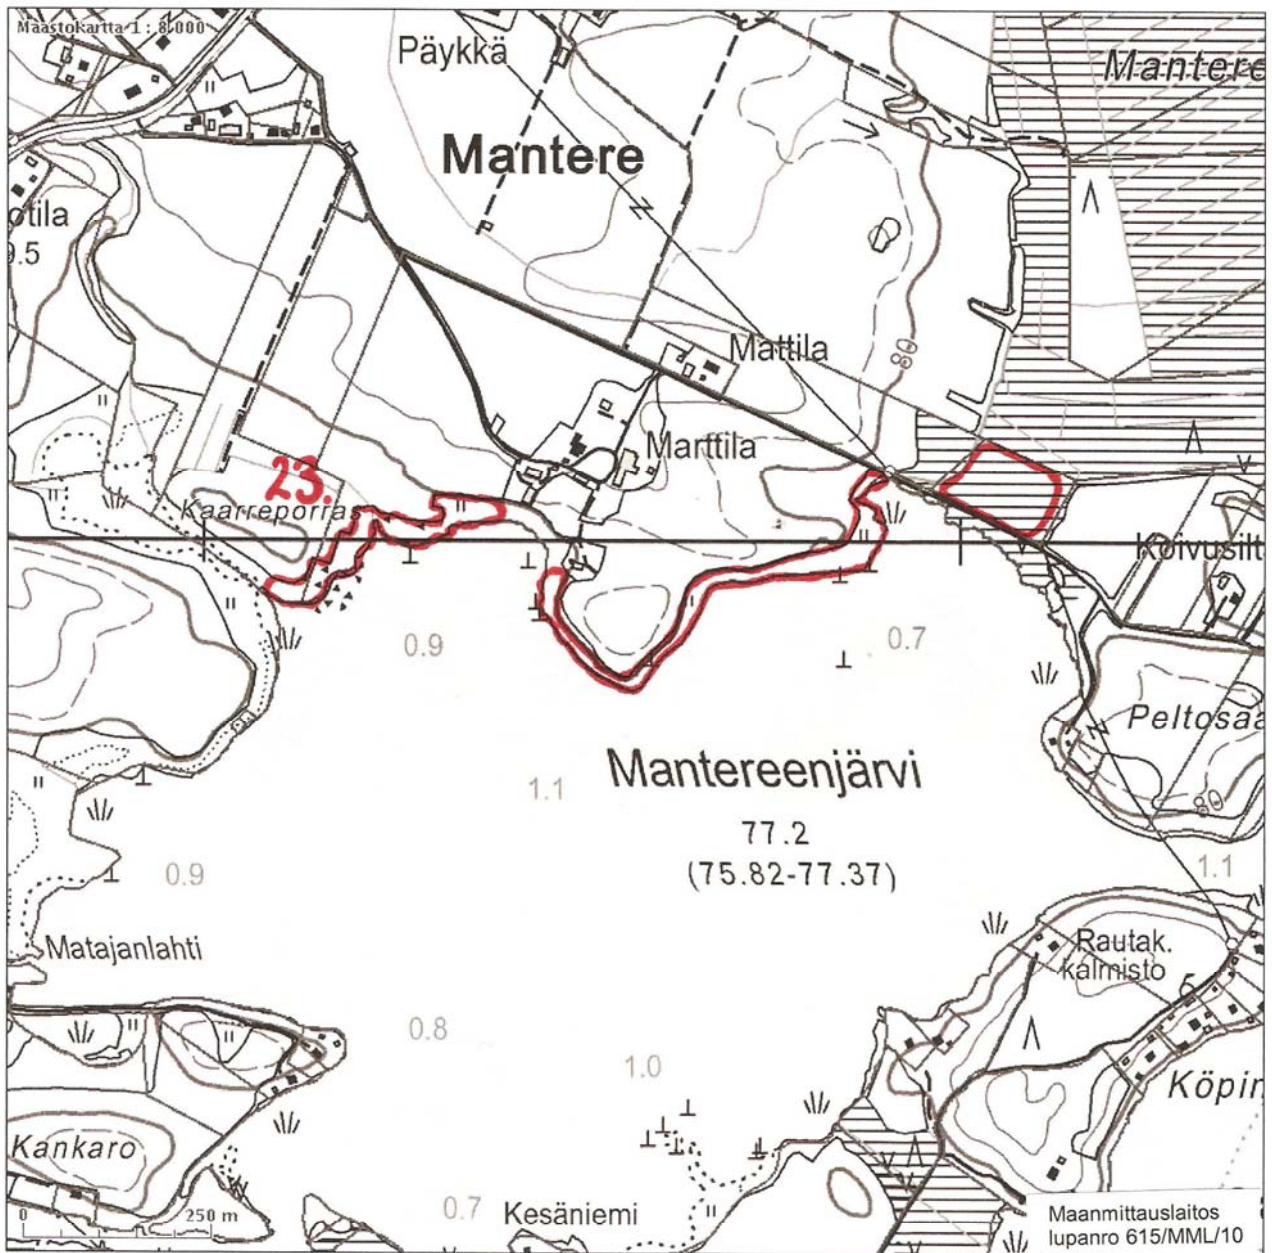 Maastokartta 1 : 8 000
Päykkä
Mantere
Mantere
otila
9.5
80
Mattila
Marttila
23.
Kaarreporras
Koivusilt
0.9
0.7
Peltosaa
Mantereenjärvi
1.1
77.2
(75.82-77.37)
80
0.9
1.1
Matajanlahti
Rautak.
kalmisto
0.8
1.0
Köpin
Kankaro
0.7
Kesäniemi
0
250 m
Maanmittauslaitos
lupanro 615/MML/10